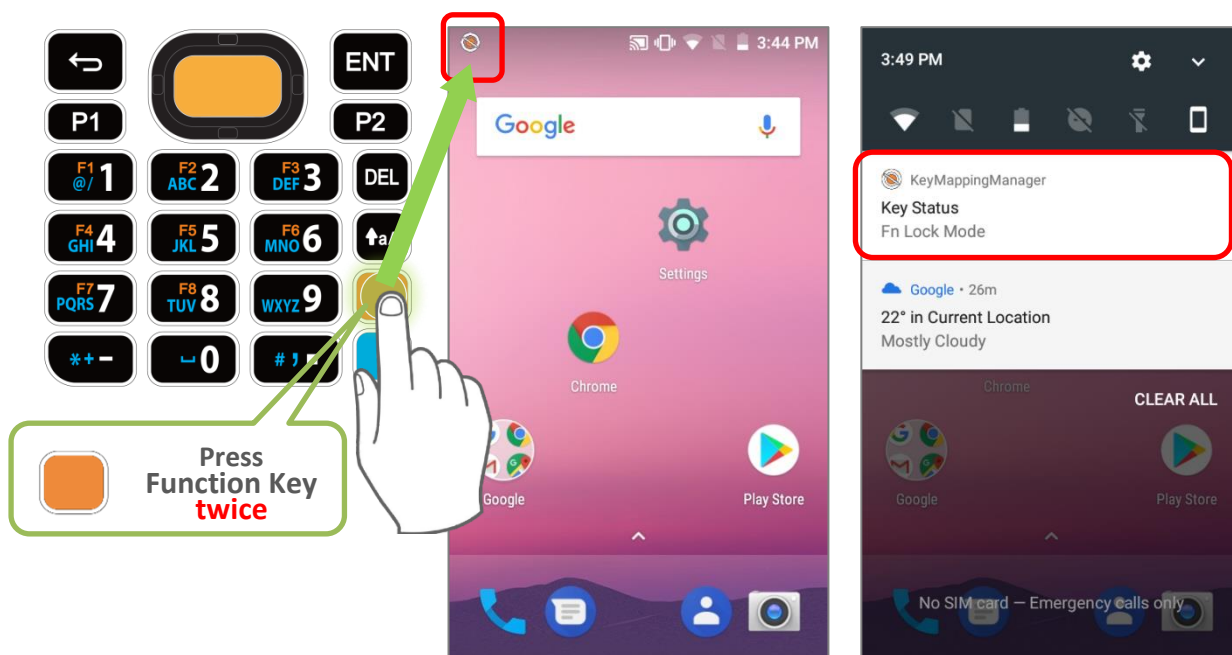 ENT
P1
P2
F1 @/ 1
F2 ABC 2
F3 DEF 3
DEL
F4 GHI 4
F5 JKL 5
F6 MNO 6
a/
F7 PQRS 7
F8 TUV 8
WXYZ 9
*+ -
0
# ,
Press
Function Key
twice
3:44 PM
Google
Settings
Chrome
Google
Play Store
3:49 PM
KeyMappingManager
Key Status
Fn Lock Mode
Google • 26m
22° in Current Location
Mostly Cloudy
Chrome
CLEAR ALL
Google
Play Store
No SIM card — Emergency calls only